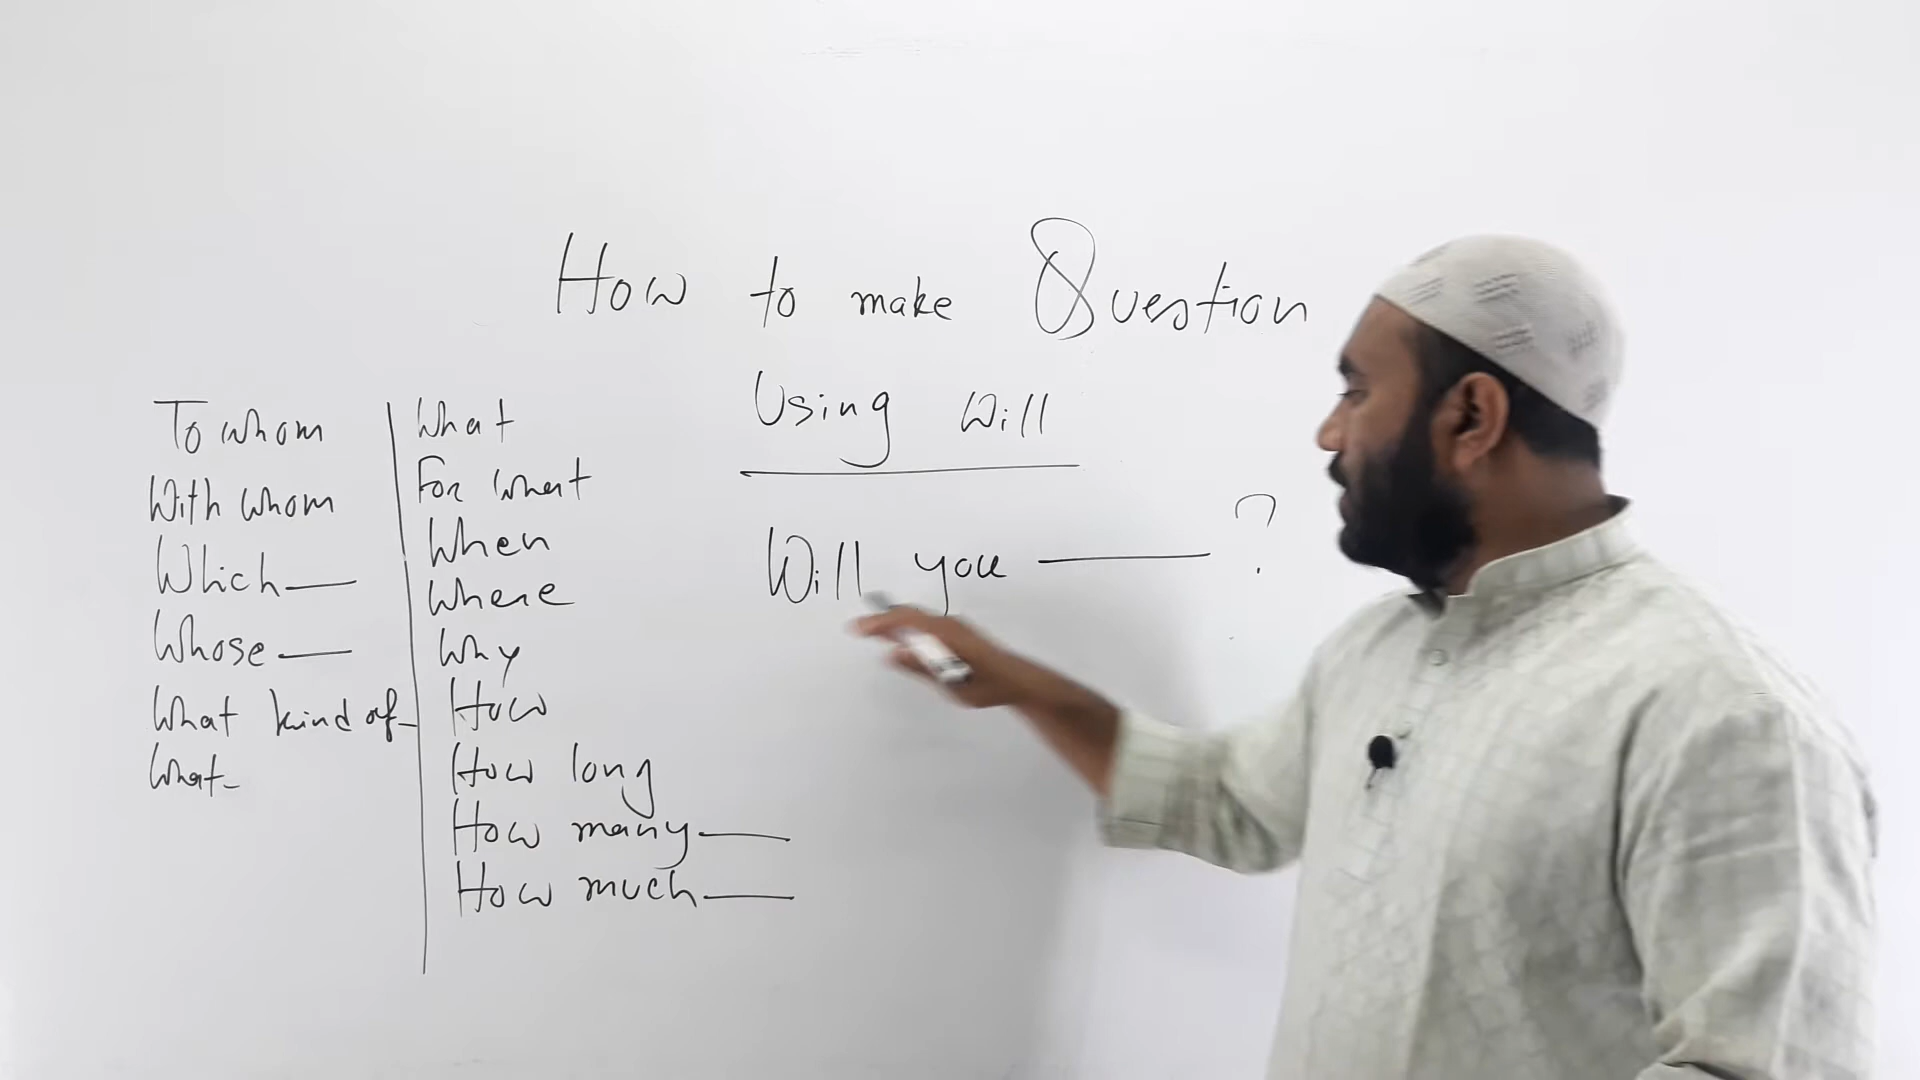 How to make Question
Using Will
Will you — ?
To whom
With whom
Which —
Whose —
What kind of -
What -
What
For what
When
Where
Why
How
How long
How many —
How much —